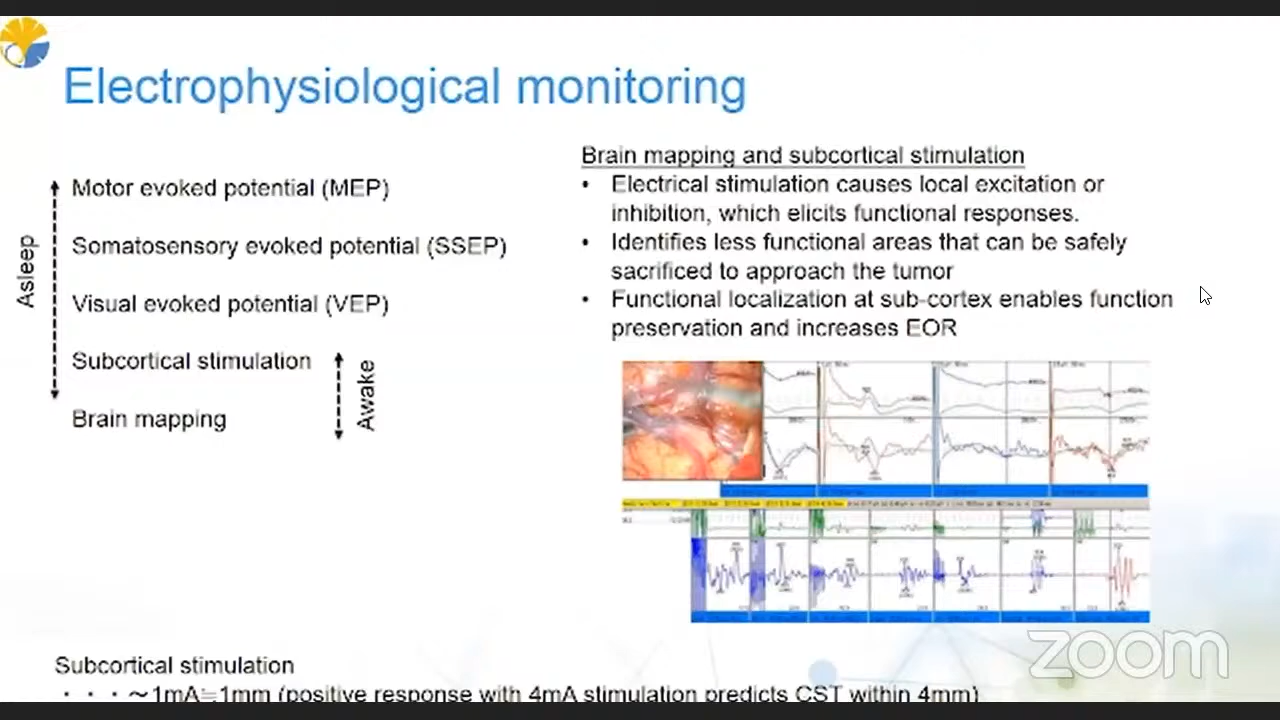 Electrophysiological monitoring
Asleep
Motor evoked potential (MEP)
Somatosensory evoked potential (SSEP)
Visual evoked potential (VEP)
Subcortical stimulation
Brain mapping
Awake
Brain mapping and subcortical stimulation
• Electrical stimulation causes local excitation or
inhibition, which elicits functional responses.
• Identifies less functional areas that can be safely
sacrificed to approach the tumor
• Functional localization at sub-cortex enables function
preservation and increases EOR
Subcortical stimulation
・・・～1mA≒1mm (positive response with 4mA stimulation predicts CST within 4mm)
zoom